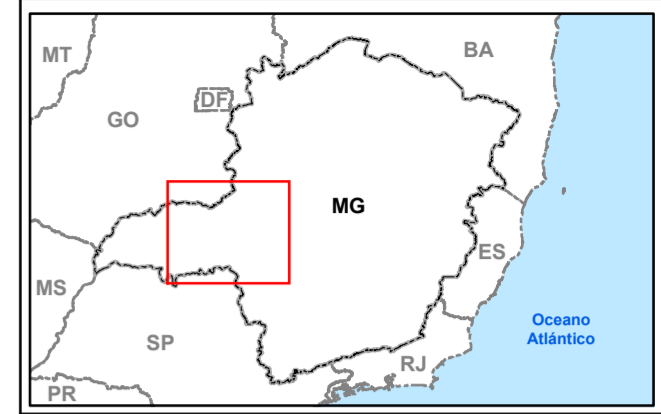 MT
BA
DF
GO
MG
ES
MS
Oceano
Atlántico
SP
RJ
PR